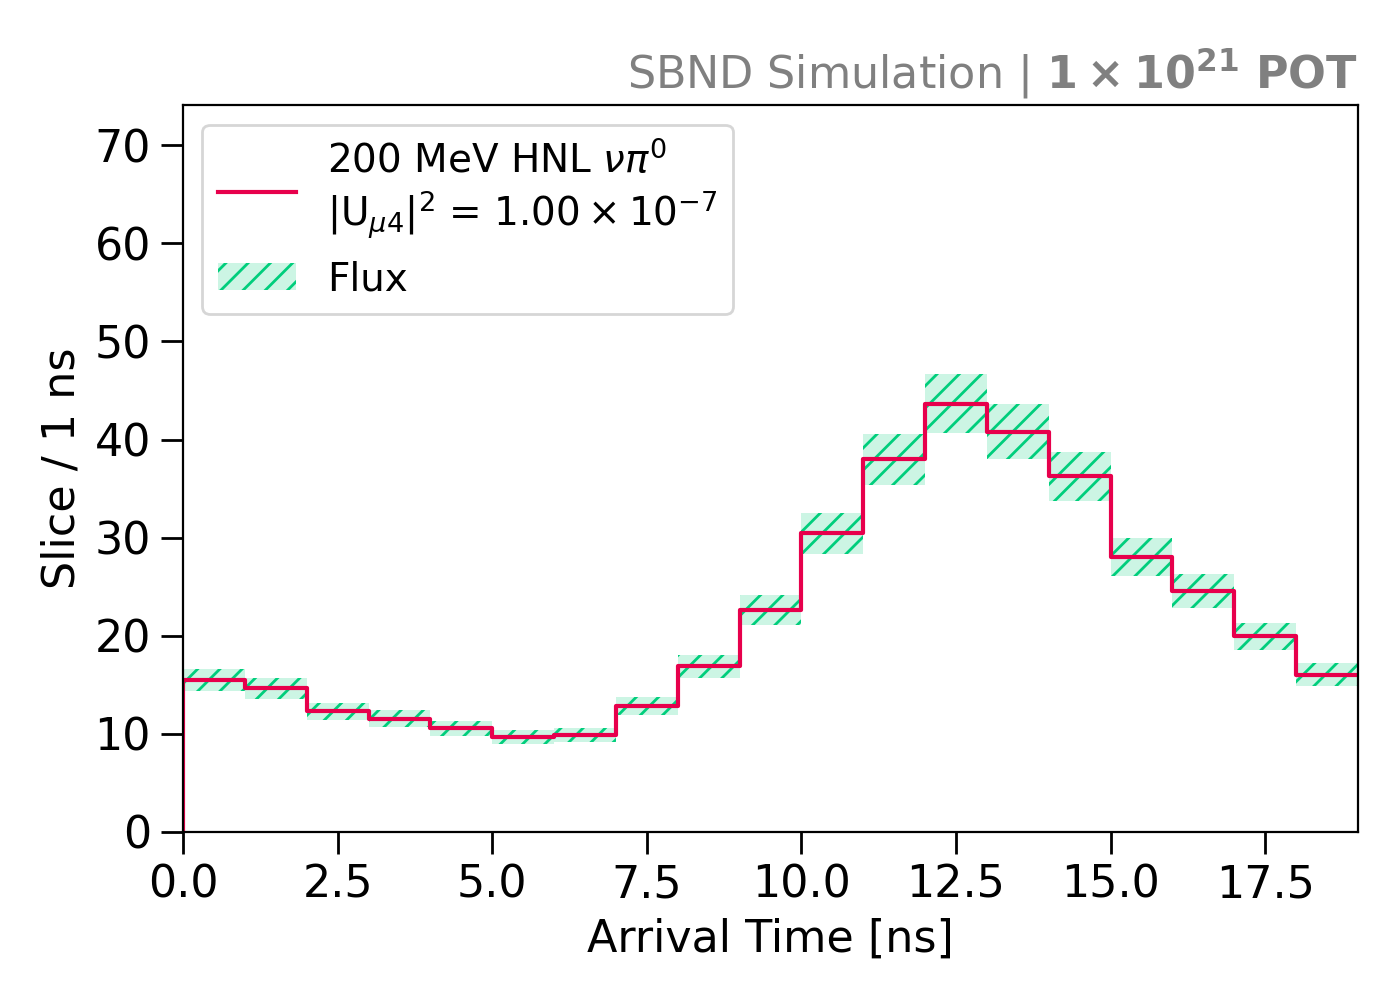 SBND Simulation | 1 × 10²¹ POT
200 MeV HNL νπ⁰
|U_{μ4}|² = 1.00 × 10⁻⁷
Flux
Slice / 1 ns
70
60
50
40
30
20
10
0
0.0 2.5 5.0 7.5 10.0 12.5 15.0 17.5
Arrival Time [ns]